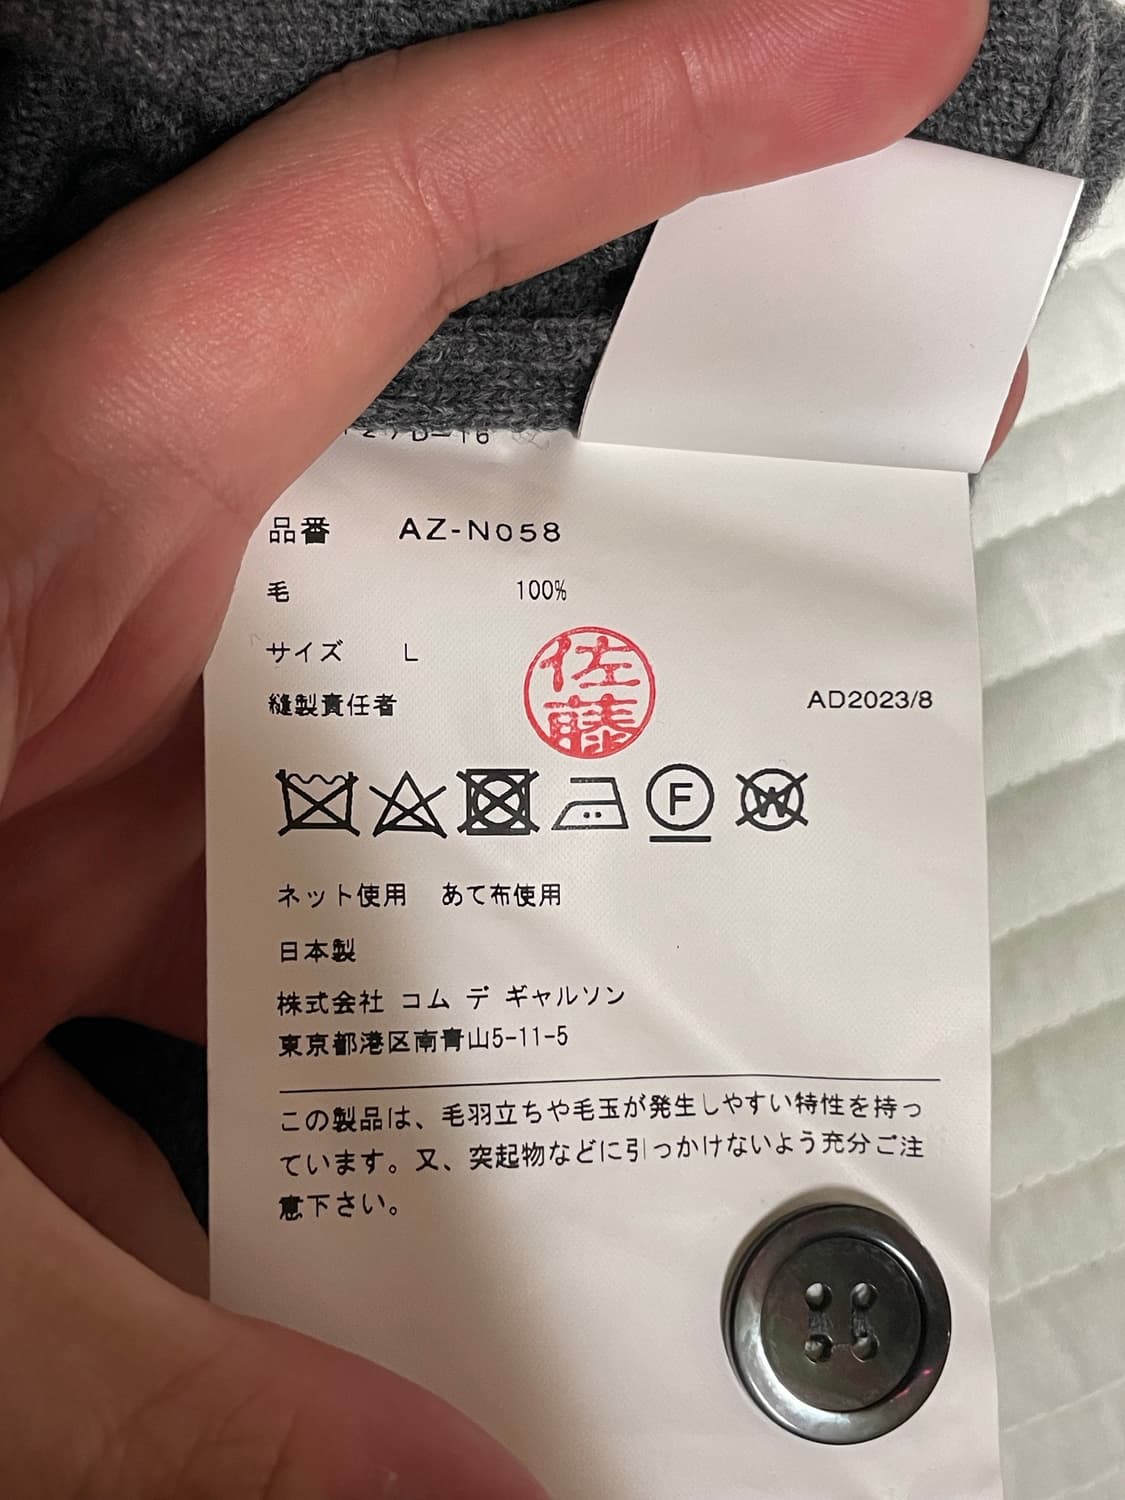 品番 AZ-N058
毛 100%
サイズ L
縫製責任者 佐藤 AD2023/8
F W
ネット使用 あて布使用
日本製
株式会社 コム デ ギャルソン
東京都港区南青山5-11-5
この製品は、毛羽立ちや毛玉が発生しやすい特性を持っ
ています。又、突起物などに引っかけないよう充分ご注
意下さい。